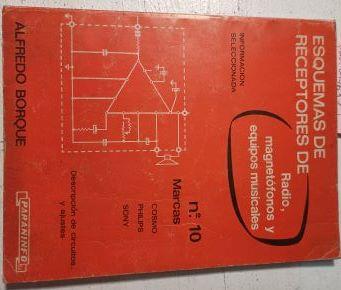 ESQUEMAS DE
RECEPTORES DE
Radio,
magnetófonos y
equipos musicales
INFORMACION
SELECCIONADA
nº. 10
Marcas
COSMO
PHILIPS
SONY
Descripción de circuitos
y ajustes
ALFREDO BORQUE
PARANINFO